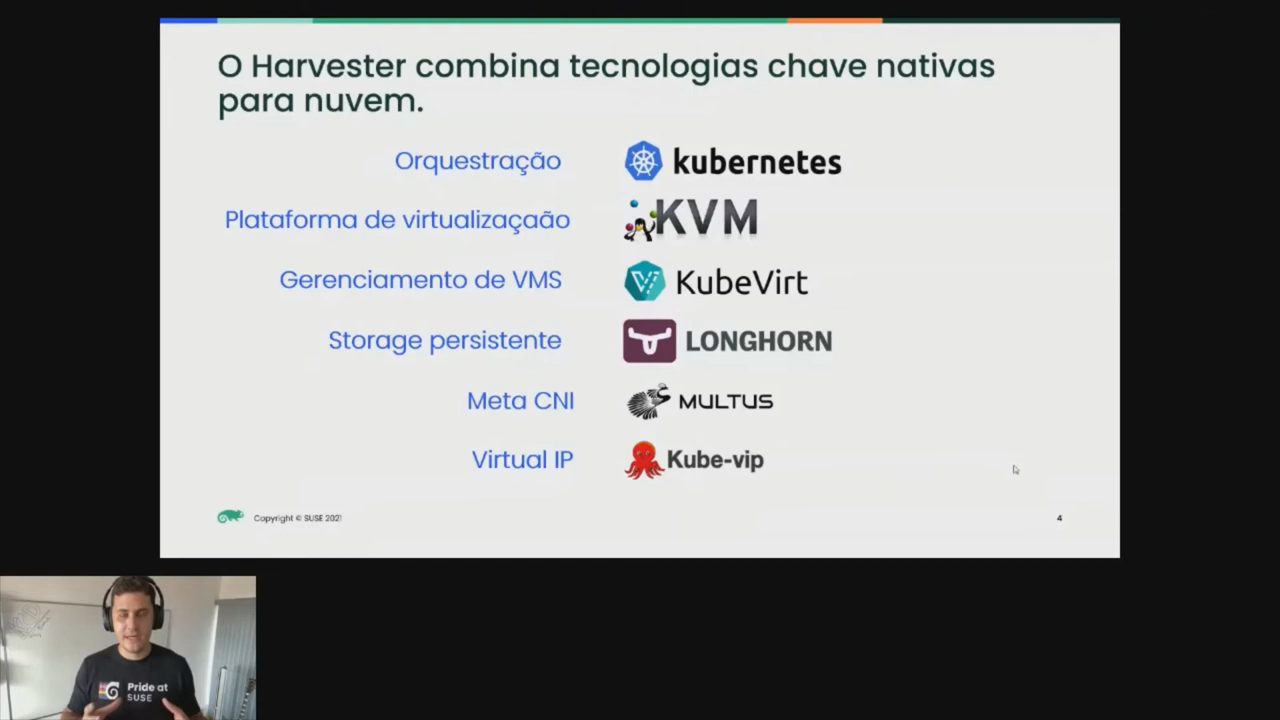 O Harvester combina tecnologias chave nativas
para nuvem.
Orquestração kubernetes
Plataforma de virtualizaçaão KVM
Gerenciamento de VMS KubeVirt
Storage persistente LONGHORN
Meta CNI MULTUS
Virtual IP Kube-vip
Copyright © SUSE 2021 4
Pride at
SUSE